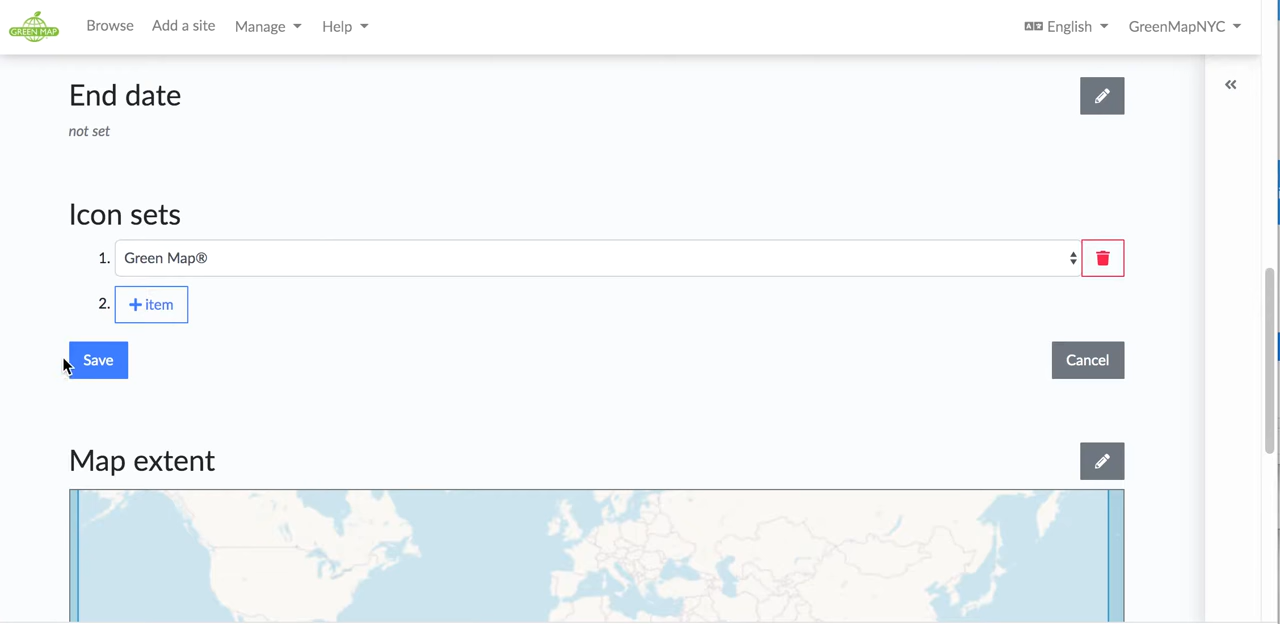 GREEN MAP
Browse
Add a site
Manage
Help
English
GreenMapNYC
End date
not set
Icon sets
1. Green Map®
2. + item
Save
Cancel
Map extent